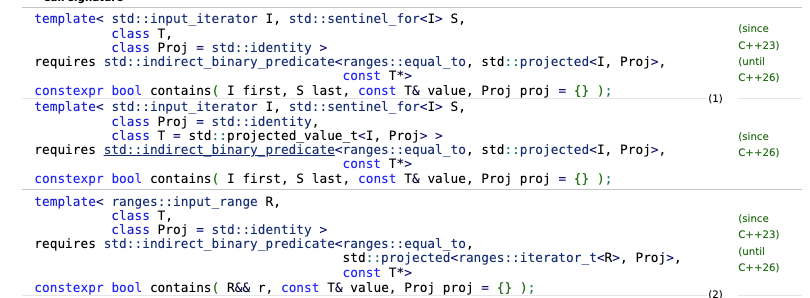 template< std::input_iterator I, std::sentinel_for<I> S,
class T,
class Proj = std::identity >
requires std::indirect_binary_predicate<ranges::equal_to, std::projected<I, Proj>,
const T*>
constexpr bool contains( I first, S last, const T& value, Proj proj = {} );
(since
C++23)
(until
C++26)
(1)
template< std::input_iterator I, std::sentinel_for<I> S,
class Proj = std::identity,
class T = std::projected_value_t<I, Proj> >
requires std::indirect_binary_predicate<ranges::equal_to, std::projected<I, Proj>,
const T*>
constexpr bool contains( I first, S last, const T& value, Proj proj = {} );
(since
C++26)
template< ranges::input_range R,
class T,
class Proj = std::identity >
requires std::indirect_binary_predicate<ranges::equal_to,
std::projected<ranges::iterator_t<R>, Proj>,
const T*>
constexpr bool contains( R&& r, const T& value, Proj proj = {} );
(since
C++23)
(until
C++26)
(2)